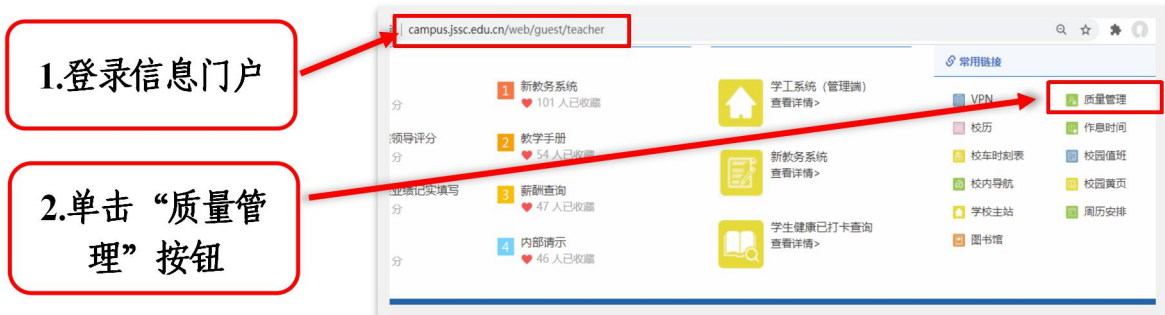 1.登录信息门户
2.单击“质量管
理”按钮
campus.jssc.edu.cn/web/guest/teacher
分
领导评分
分
业绩记实填写
分
分
1 新教务系统
101 人已收藏
2 教学手册
54 人已收藏
3 薪酬查询
47 人已收藏
4 内部请示
46 人已收藏
学工系统（管理端）
查看详情>
新教务系统
查看详情>
学生健康已打卡查询
查看详情>
常用链接
VPN
质量管理
校历
作息时间
校车时刻表
校园值班
校内导航
校园黄页
学校主站
周历安排
图书馆